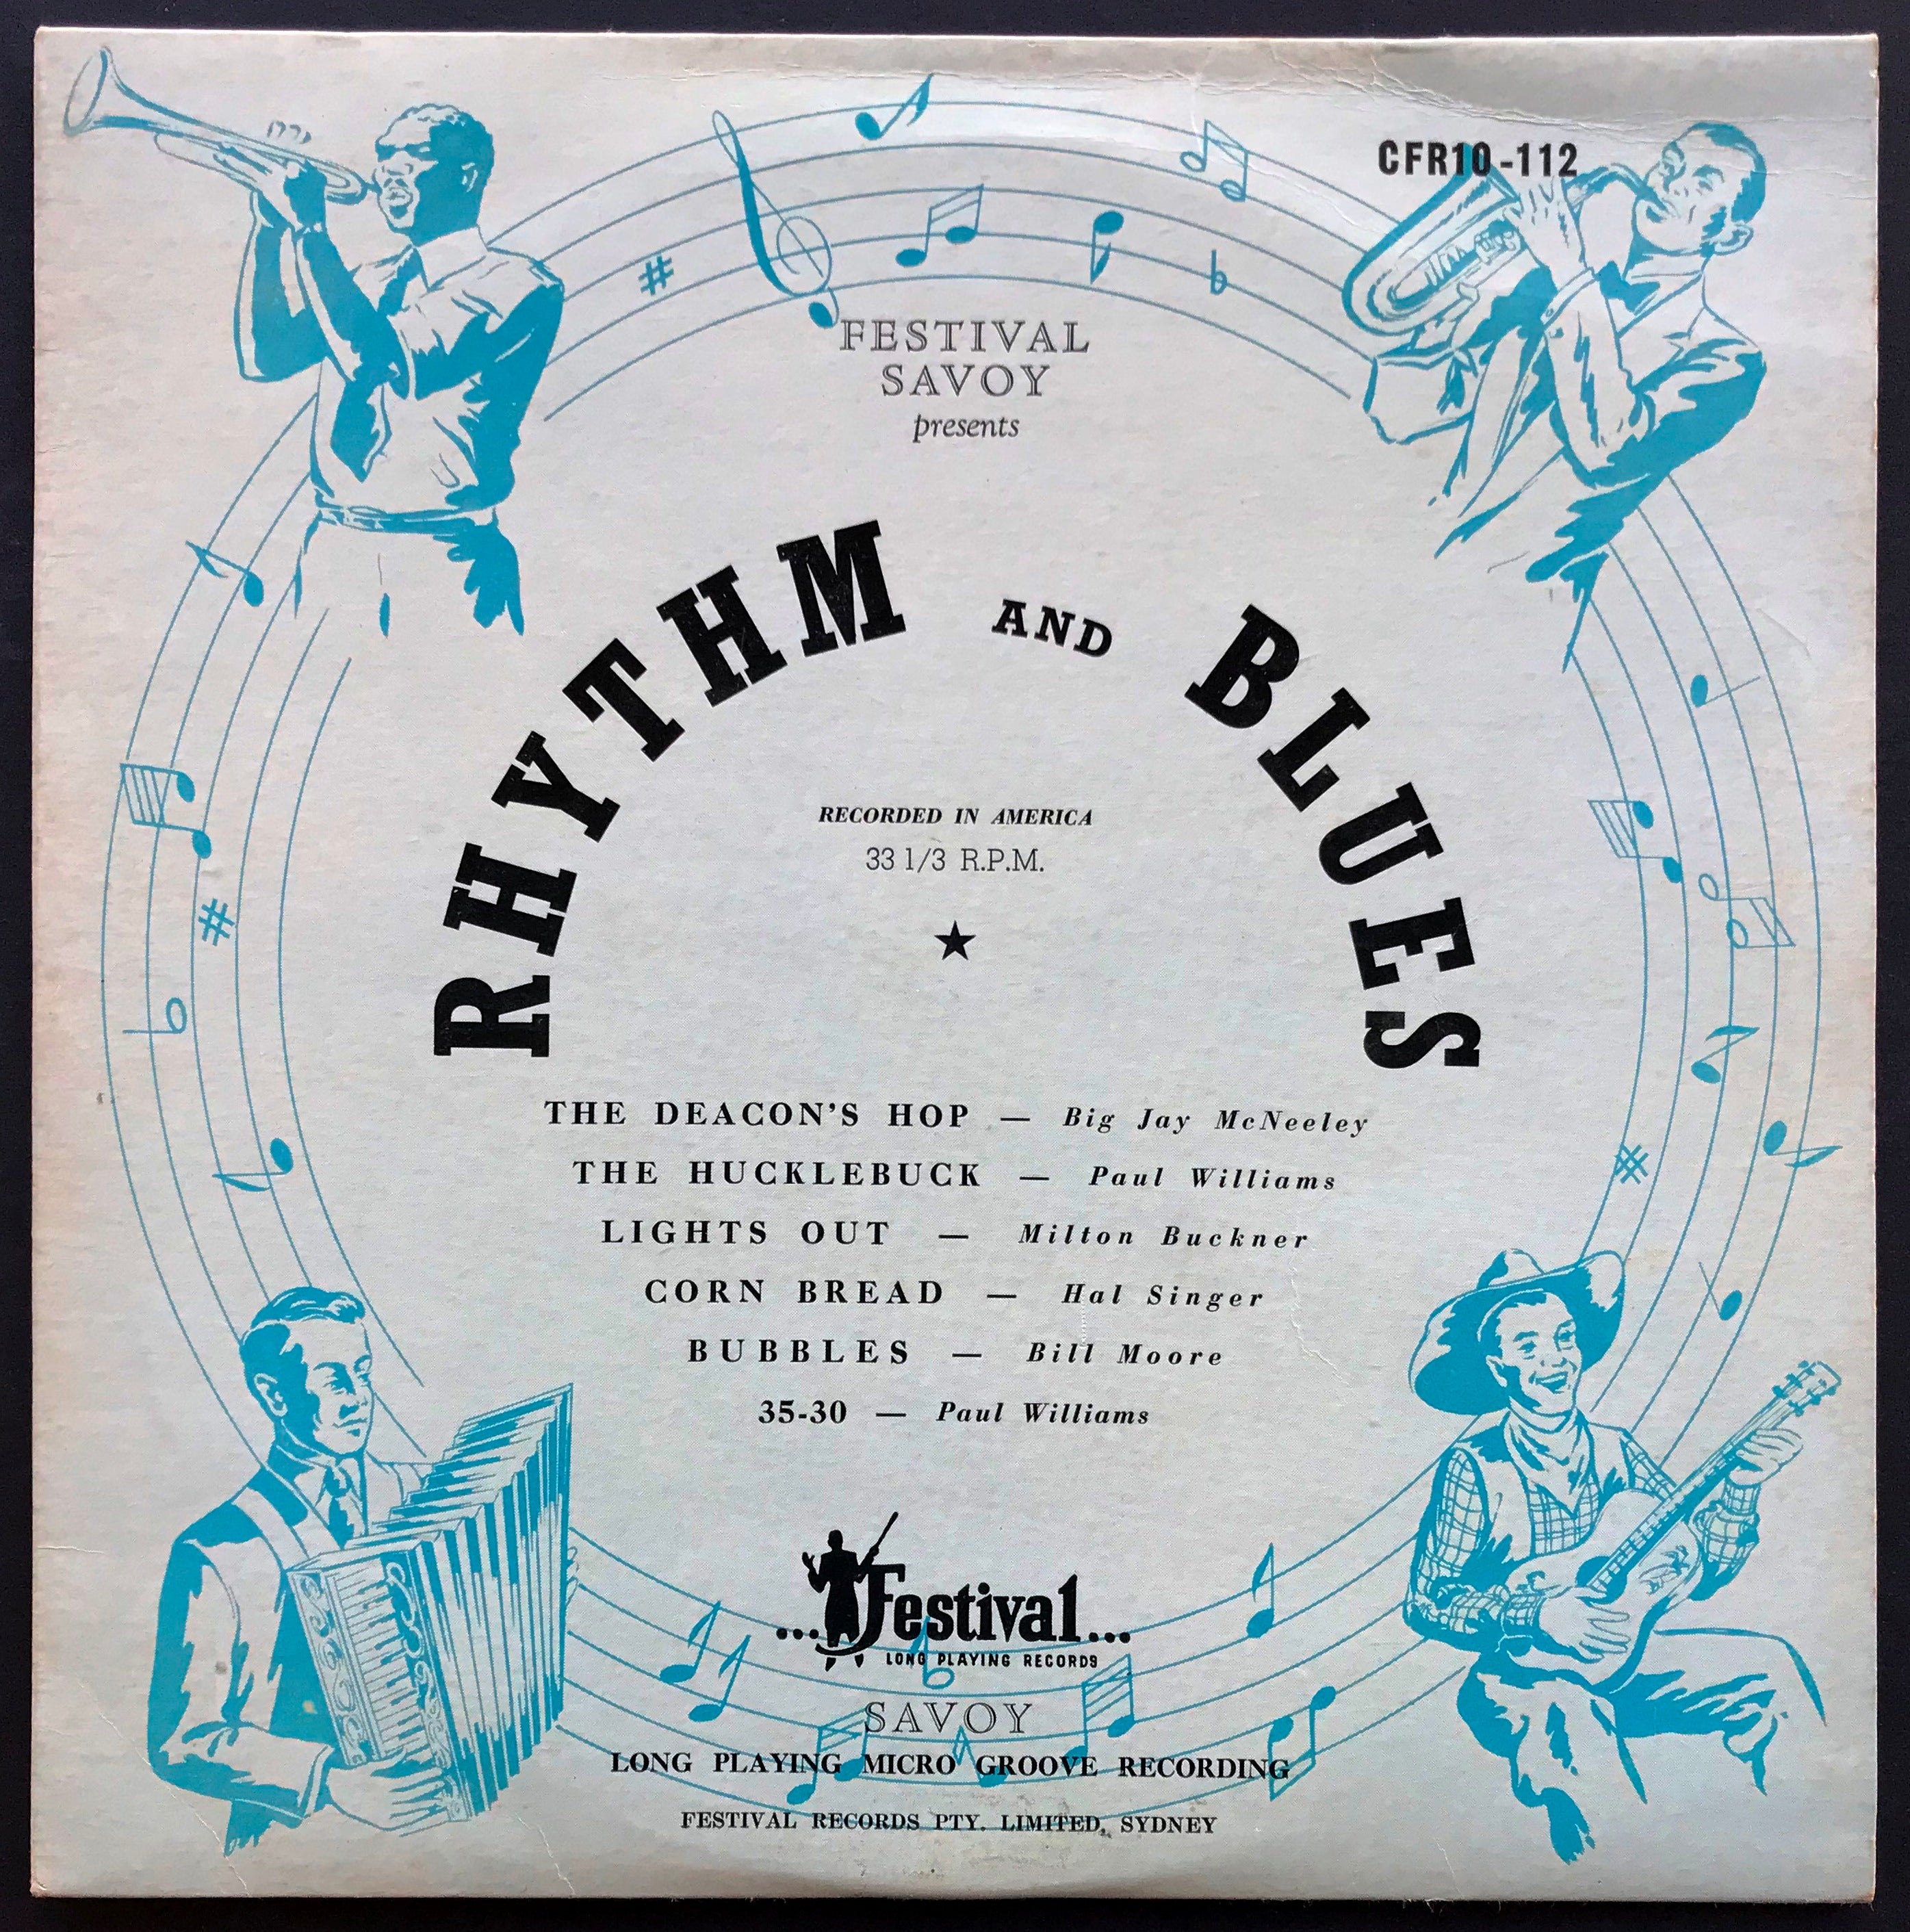 CFR10-112
FESTIVAL
SAVOY
presents
RHYTHM AND BLUES
RECORDED IN AMERICA
33 1/3 R.P.M.
THE DEACON'S HOP — Big Jay McNeeley
THE HUCKLEBUCK — Paul Williams
LIGHTS OUT — Milton Buckner
CORN BREAD — Hal Singer
BUBBLES — Bill Moore
35-30 — Paul Williams
...Festival...
LONG PLAYING RECORDS
SAVOY
LONG PLAYING MICRO GROOVE RECORDING
FESTIVAL RECORDS PTY. LIMITED, SYDNEY